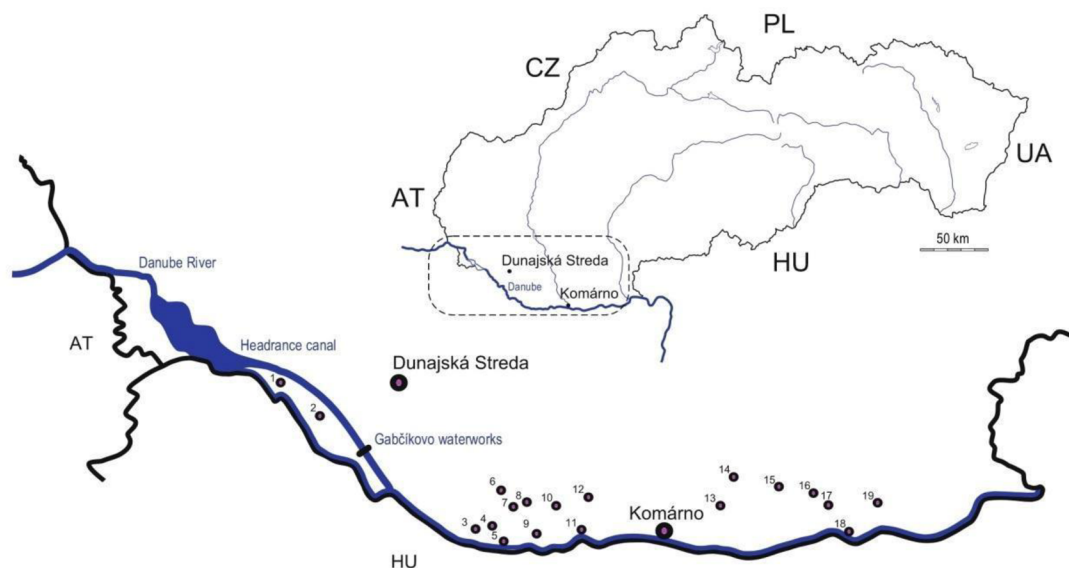 PL
CZ
UA
AT
50 km
HU
Dunajská Streda
Danube
Komárno
Danube River
AT
Headrance canal
Dunajská Streda
1
2
Gabčíkovo waterworks
3
4
5
6
7
8
9
10
11
12
Komárno
13
14
15
16
17
18
19
HU